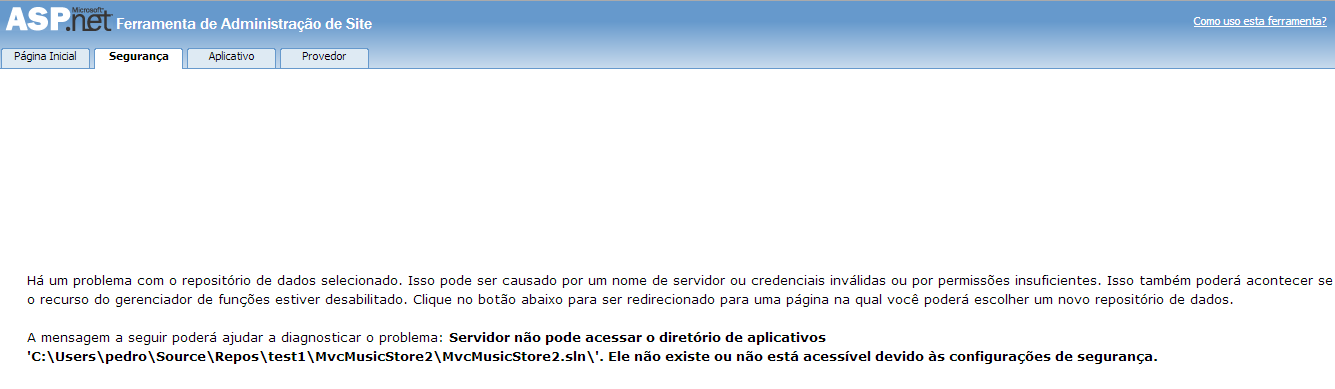 ASP.net Microsoft Ferramenta de Administração de Site
Como uso esta ferramenta?
Página Inicial Segurança Aplicativo Provedor
Há um problema com o repositório de dados selecionado. Isso pode ser causado por um nome de servidor ou credenciais inválidas ou por permissões insuficientes. Isso também poderá acontecer se
o recurso do gerenciador de funções estiver desabilitado. Clique no botão abaixo para ser redirecionado para uma página na qual você poderá escolher um novo repositório de dados.
A mensagem a seguir poderá ajudar a diagnosticar o problema: Servidor não pode acessar o diretório de aplicativos
'C:\Users\pedro\Source\Repos\test1\MvcMusicStore2\MvcMusicStore2.sln\'. Ele não existe ou não está acessível devido às configurações de segurança.